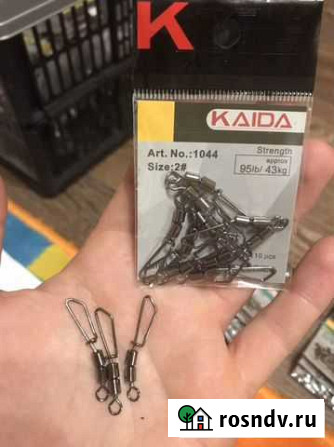 K
KAIDA
Art. No.:1044
Size:2#
Strength
approx
95lb/43kg
10 pcs
rosndv.ru